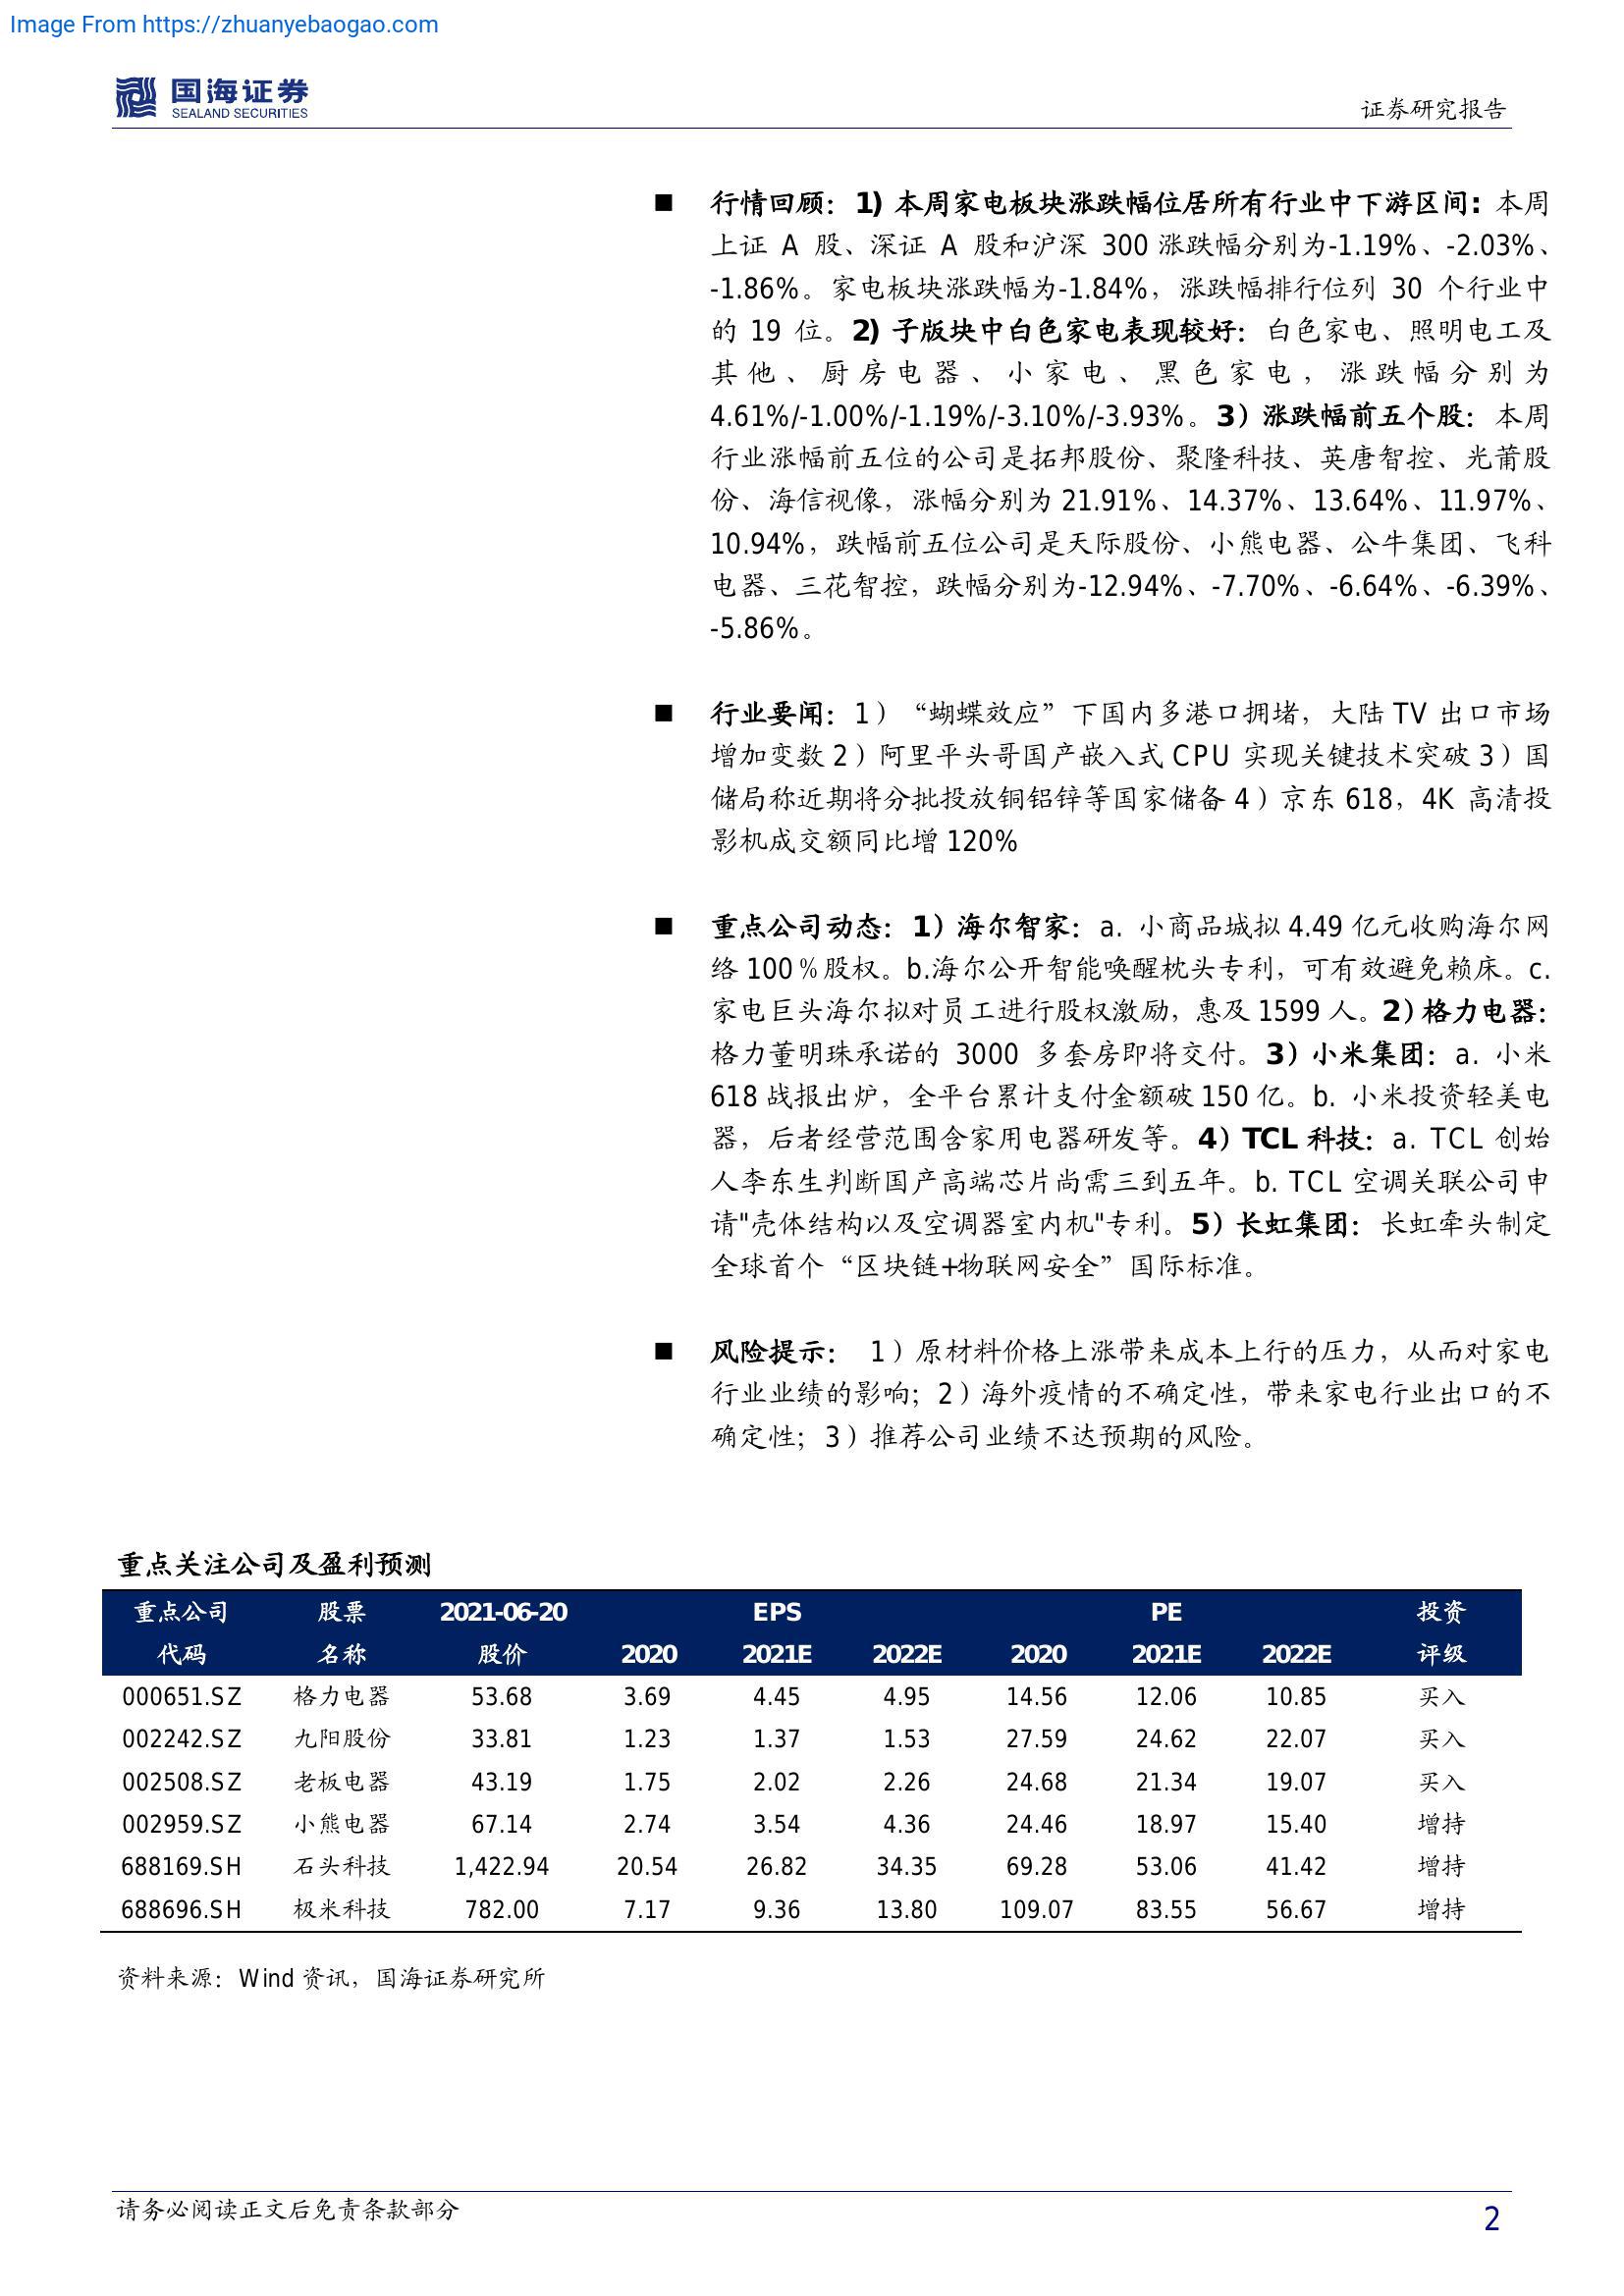 Image From https://zhuanyebaogao.com
国海证券
SEALAND SECURITIES
证券研究报告
■ 行情回顾：1) 本周家电板块涨跌幅位居所有行业中下游区间：本周
上证 A 股、深证 A 股和沪深 300 涨跌幅分别为-1.19%、-2.03%、
-1.86%。家电板块涨跌幅为-1.84%，涨跌幅排行位列 30 个行业中
的 19 位。2) 子版块中白色家电表现较好：白色家电、照明电工及
其他、厨房电器、小家电、黑色家电，涨跌幅分别为
4.61%/-1.00%/-1.19%/-3.10%/-3.93%。3）涨跌幅前五个股：本周
行业涨幅前五位的公司是拓邦股份、聚隆科技、英唐智控、光莆股
份、海信视像，涨幅分别为 21.91%、14.37%、13.64%、11.97%、
10.94%，跌幅前五位公司是天际股份、小熊电器、公牛集团、飞科
电器、三花智控，跌幅分别为-12.94%、-7.70%、-6.64%、-6.39%、
-5.86%。
■ 行业要闻：1）“蝴蝶效应”下国内多港口拥堵，大陆 TV 出口市场
增加变数 2）阿里平头哥国产嵌入式 CPU 实现关键技术突破 3）国
储局称近期将分批投放铜铝锌等国家储备 4）京东 618，4K 高清投
影机成交额同比增 120%
■ 重点公司动态：1）海尔智家：a. 小商品城拟 4.49 亿元收购海尔网
络 100％股权。b.海尔公开智能唤醒枕头专利，可有效避免赖床。c.
家电巨头海尔拟对员工进行股权激励，惠及 1599 人。2）格力电器：
格力董明珠承诺的 3000 多套房即将交付。3）小米集团：a. 小米
618 战报出炉，全平台累计支付金额破 150 亿。b. 小米投资轻美电
器，后者经营范围含家用电器研发等。4）TCL 科技：a. TCL 创始
人李东生判断国产高端芯片尚需三到五年。b. TCL 空调关联公司申
请"壳体结构以及空调器室内机"专利。5）长虹集团：长虹牵头制定
全球首个“区块链+物联网安全”国际标准。
■ 风险提示： 1）原材料价格上涨带来成本上行的压力，从而对家电
行业业绩的影响；2）海外疫情的不确定性，带来家电行业出口的不
确定性；3）推荐公司业绩不达预期的风险。
重点关注公司及盈利预测
重点公司 股票 2021-06-20 EPS PE 投资
代码 名称 股价 2020 2021E 2022E 2020 2021E 2022E 评级
000651.SZ 格力电器 53.68 3.69 4.45 4.95 14.56 12.06 10.85 买入
002242.SZ 九阳股份 33.81 1.23 1.37 1.53 27.59 24.62 22.07 买入
002508.SZ 老板电器 43.19 1.75 2.02 2.26 24.68 21.34 19.07 买入
002959.SZ 小熊电器 67.14 2.74 3.54 4.36 24.46 18.97 15.40 增持
688169.SH 石头科技 1,422.94 20.54 26.82 34.35 69.28 53.06 41.42 增持
688696.SH 极米科技 782.00 7.17 9.36 13.80 109.07 83.55 56.67 增持
资料来源：Wind 资讯，国海证券研究所
请务必阅读正文后免责条款部分
2